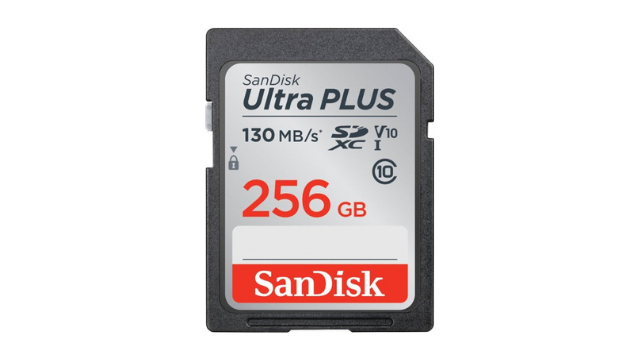 SanDisk
Ultra PLUS
130 MB/s* SD XC V10 I
10
256 GB
SanDisk